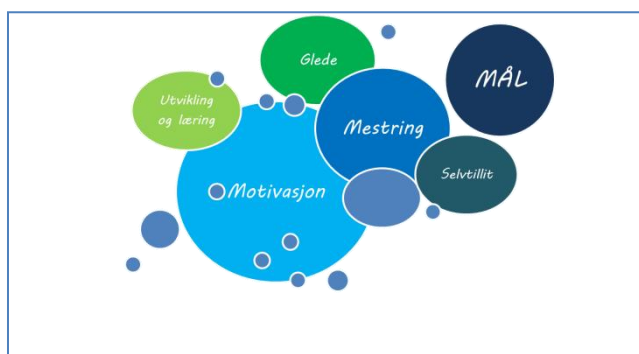 Glede
MÅL
Utvikling
og læring
Mestring
Selvtillit
Motivasjon